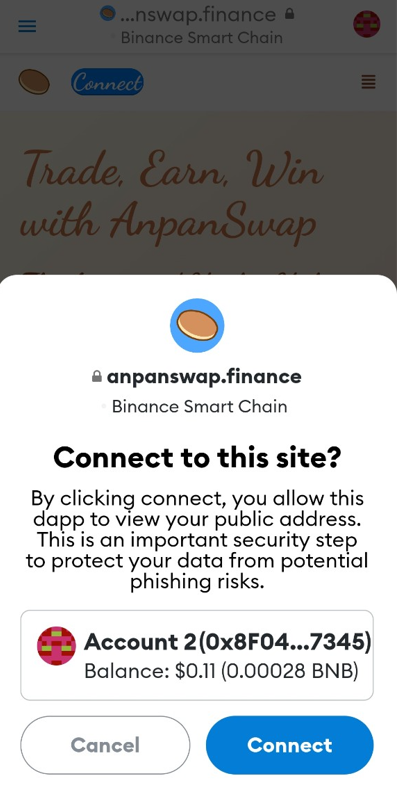 ...nswap.finance
Binance Smart Chain
Connect
Trade, Earn, Win
with AnpanSwap
anpanswap.finance
Binance Smart Chain
Connect to this site?
By clicking connect, you allow this
dapp to view your public address.
This is an important security step
to protect your data from potential
phishing risks.
Account 2(0x8F04...7345)
Balance: $0.11 (0.00028 BNB)
Cancel
Connect